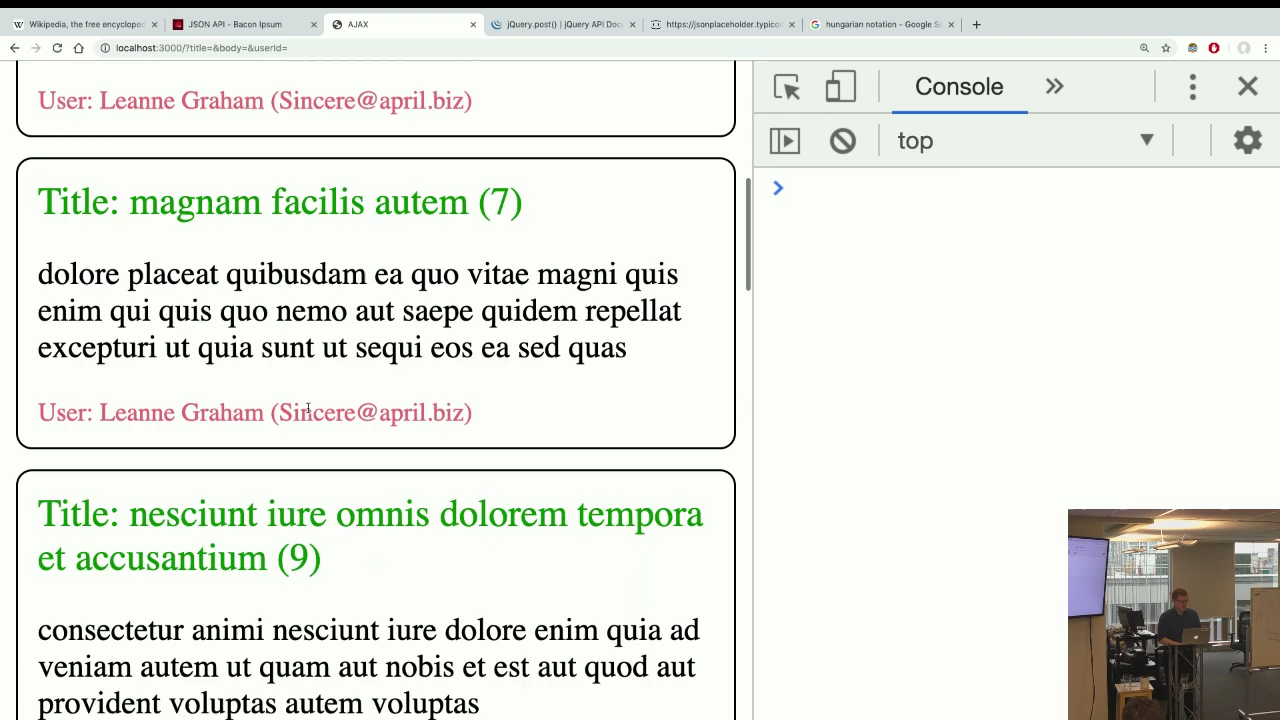 Wikipedia, the free encycloped
JSON API - Bacon Ipsum
AJAX
jQuery.post() | jQuery API Doc
https://jsonplaceholder.typico
hungarian notation - Google S
localhost:3000/?title=&body=&userId=
User: Leanne Graham (Sincere@april.biz)
Title: magnam facilis autem (7)
dolore placeat quibusdam ea quo vitae magni quis
enim qui quis quo nemo aut saepe quidem repellat
excepturi ut quia sunt ut sequi eos ea sed quas
User: Leanne Graham (Sincere@april.biz)
Title: nesciunt iure omnis dolorem tempora
et accusantium (9)
consectetur animi nesciunt iure dolore enim quia ad
veniam autem ut quam aut nobis et est aut quod aut
provident voluptas autem voluptas
Console
top